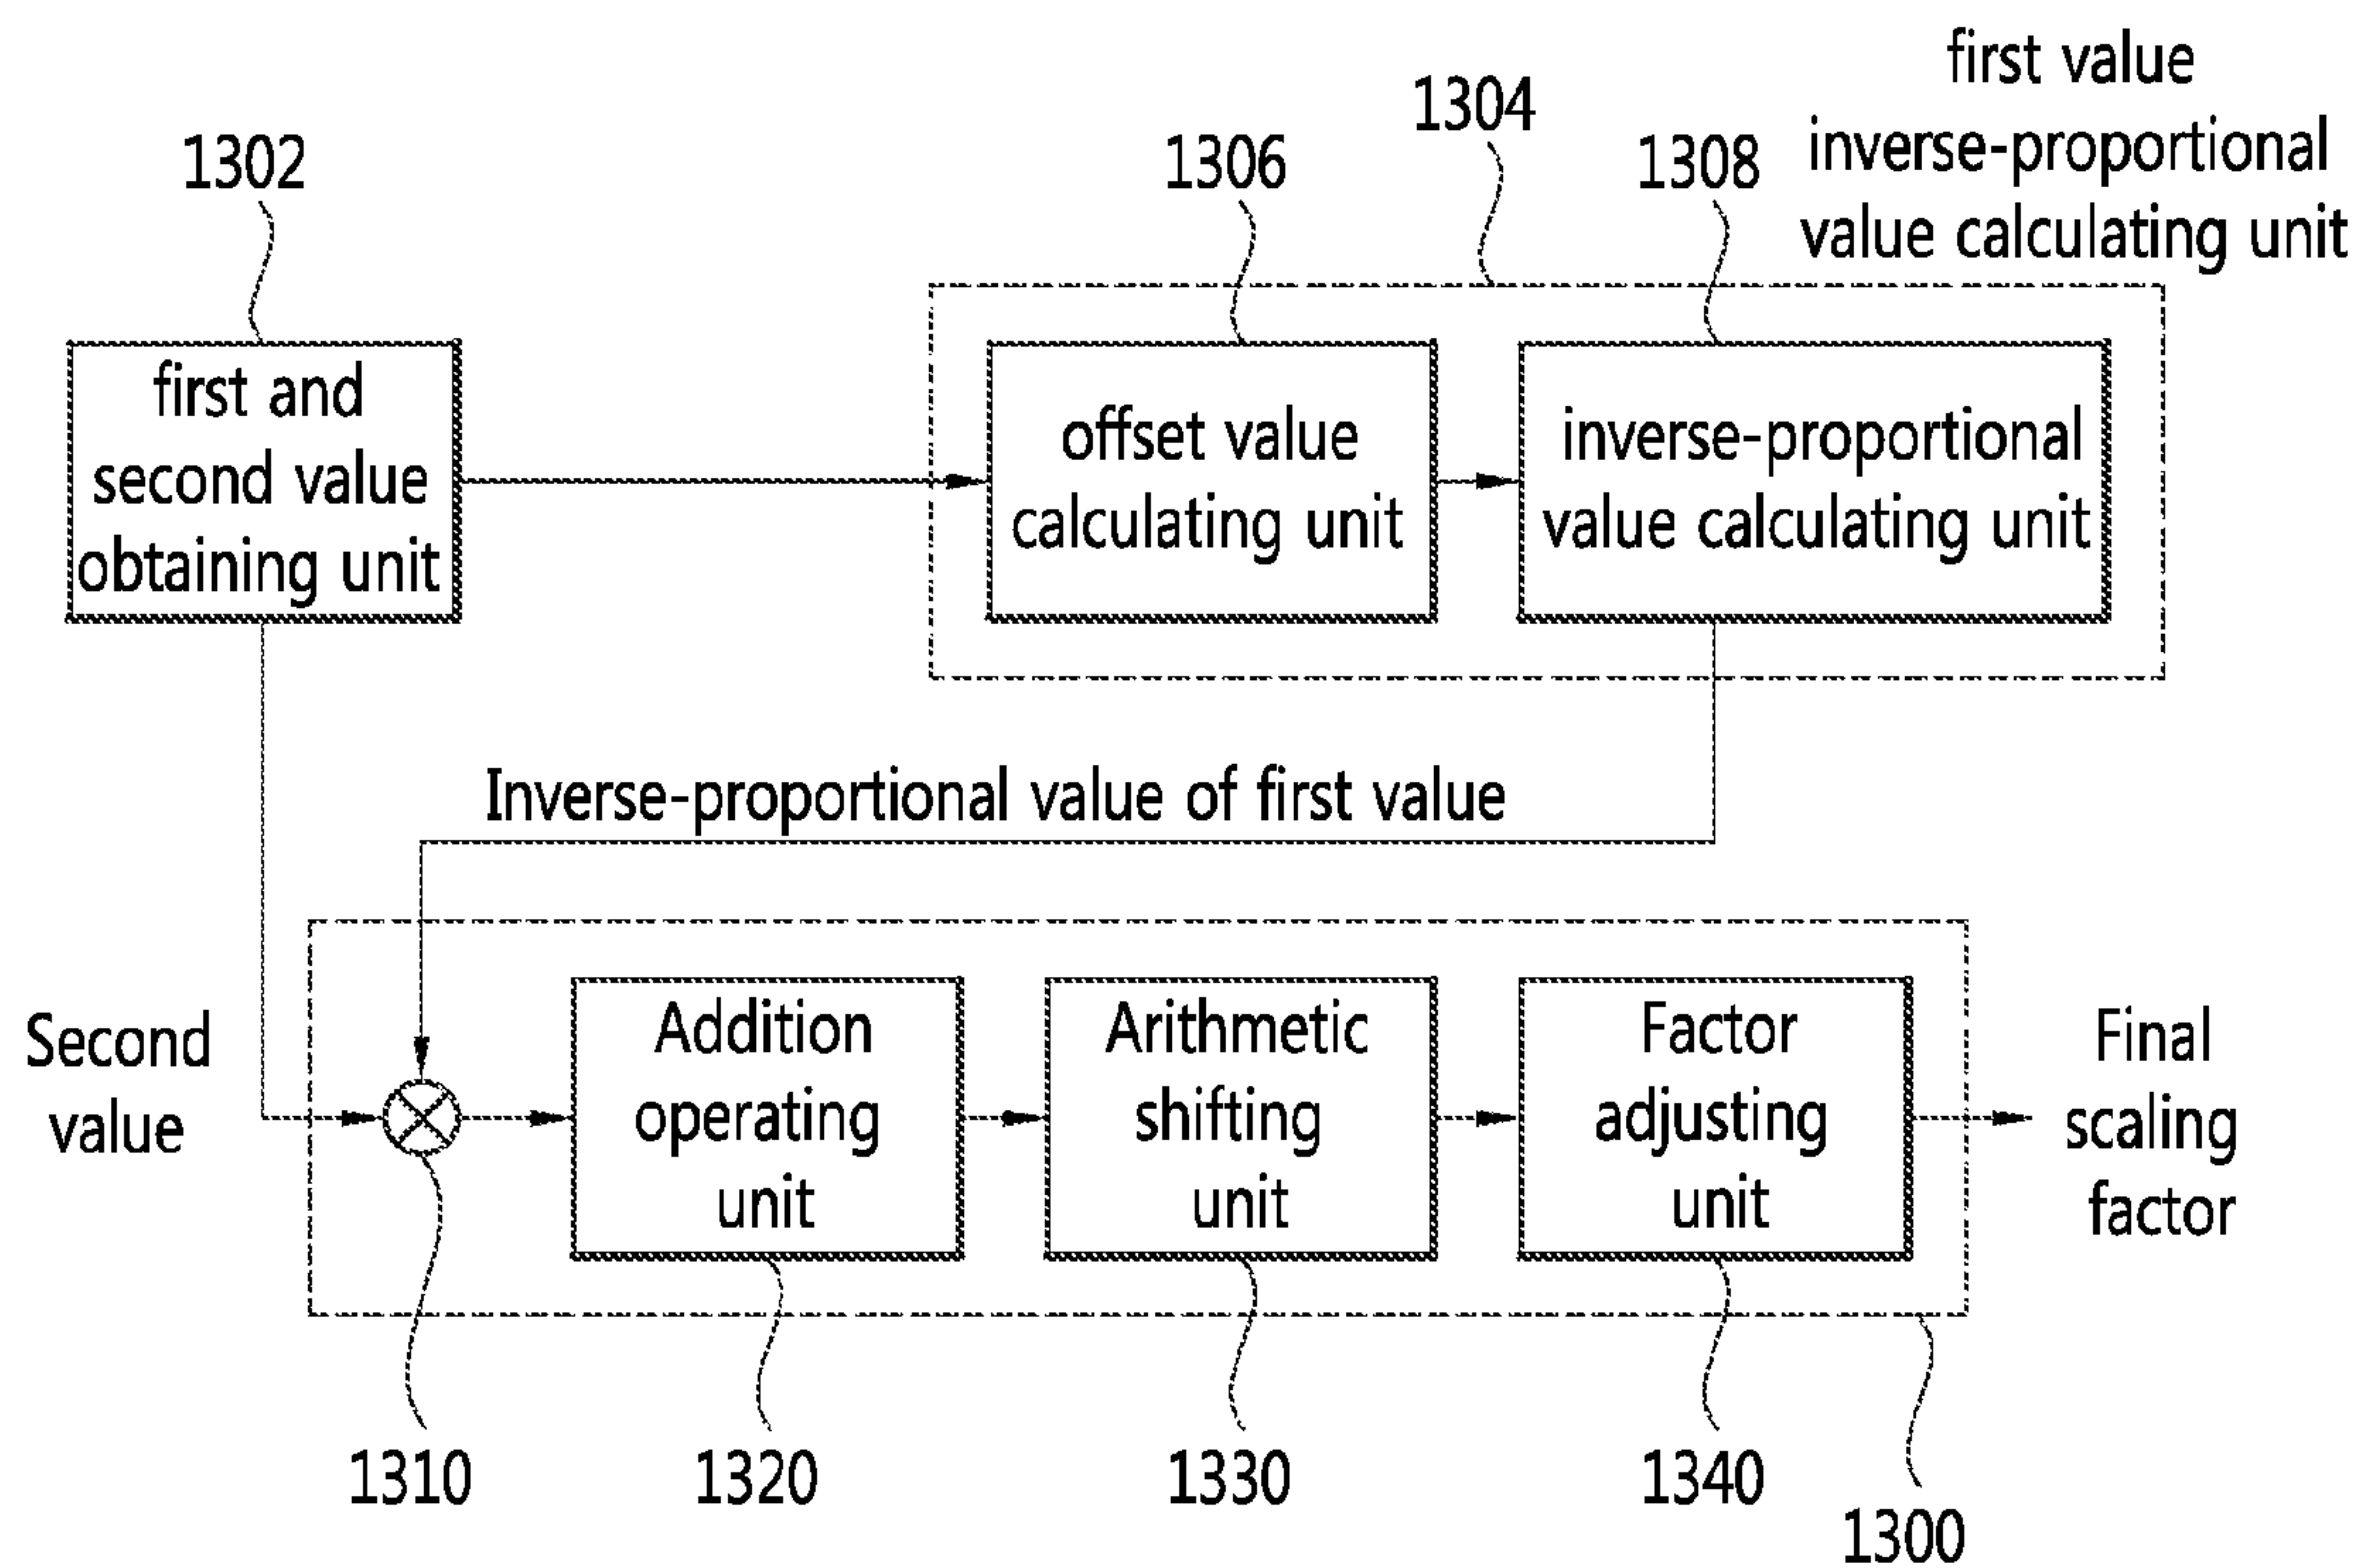 first value
inverse-proportional
value calculating unit
1304
1302
1306
1308
first and
second value
obtaining unit
offset value
calculating unit
inverse-proportional
value calculating unit
Inverse-proportional value of first value
Second
value
Addition
operating
unit
Arithmetic
shifting
unit
Factor
adjusting
unit
Final
scaling
factor
1310
1320
1330
1340
1300